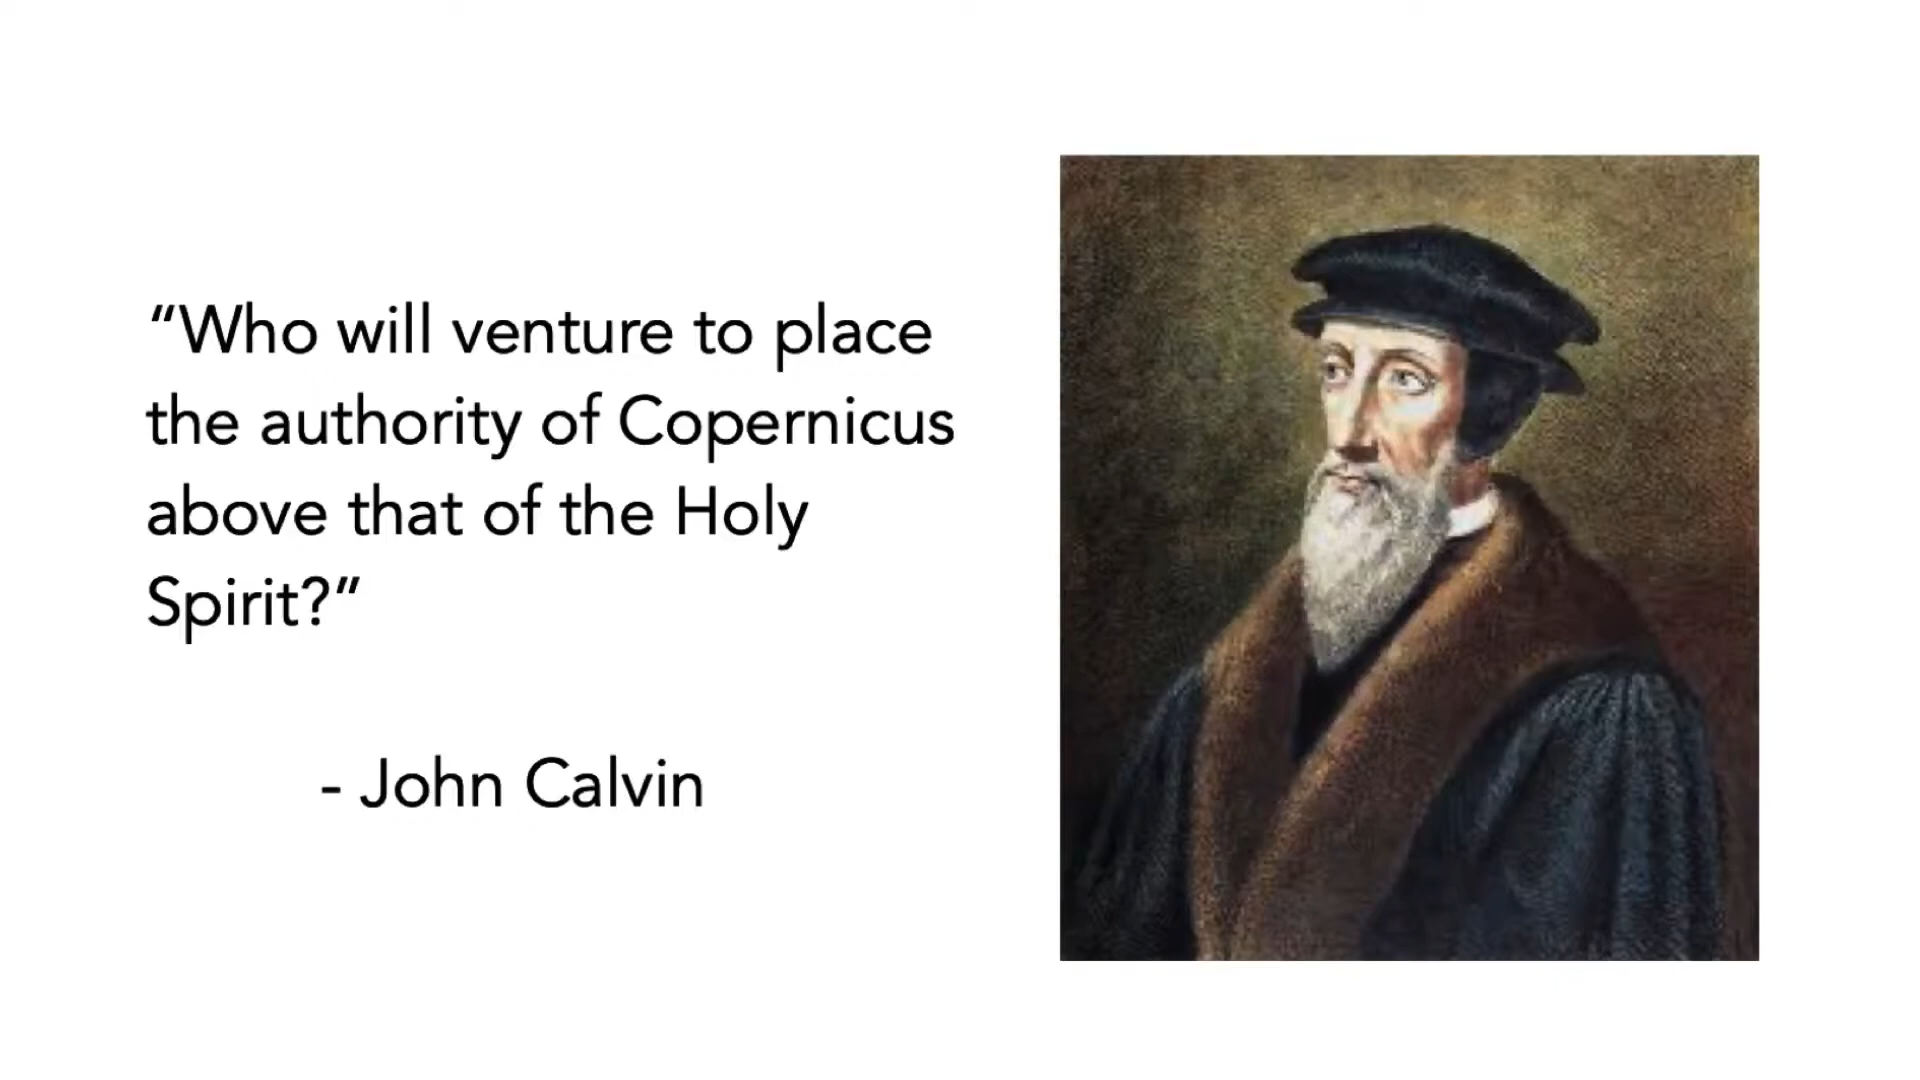 “Who will venture to place
the authority of Copernicus
above that of the Holy
Spirit?”
- John Calvin